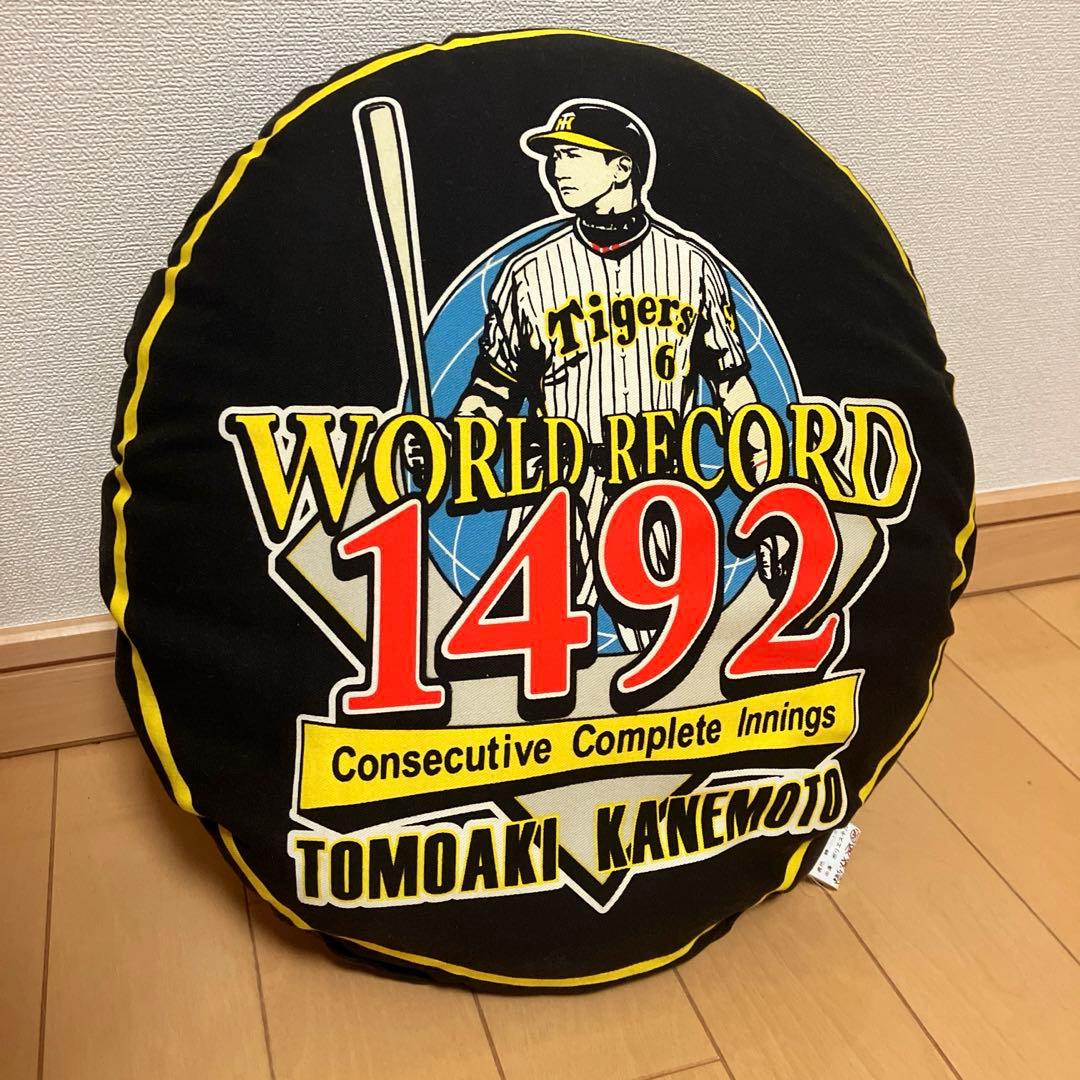 Tigers
6
WORLD RECORD
1492
Consecutive Complete Innings
TOMOAKI KANEMOTO